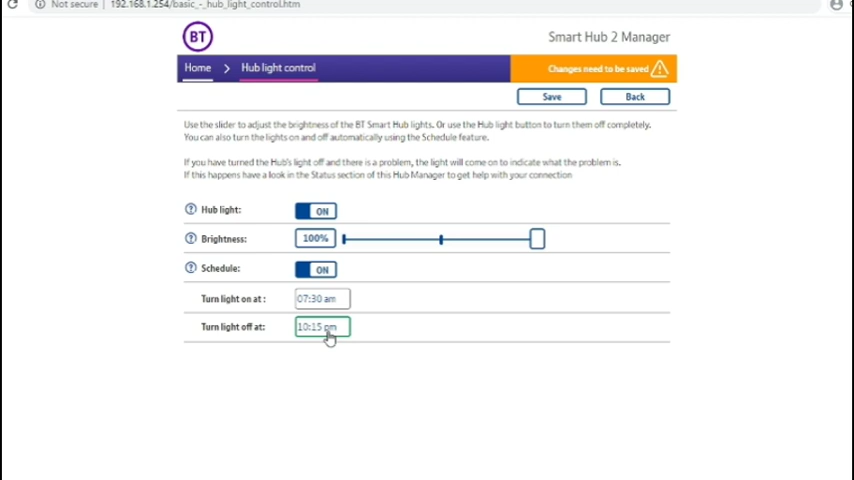 Not secure | 192.168.1.254/basic_-_hub_light_control.htm
BT
Smart Hub 2 Manager
Home > Hub light control
Changes need to be saved
Save
Back
Use the slider to adjust the brightness of the BT Smart Hub lights. Or use the Hub light button to turn them off completely.
You can also turn the lights on and off automatically using the Schedule feature.
If you have turned the Hub's light off and there is a problem, the light will come on to indicate what the problem is.
If this happens have a look in the Status section of this Hub Manager to get help with your connection
? Hub light: ON
? Brightness: 100%
? Schedule: ON
Turn light on at : 07:30 am
Turn light off at: 10:15 pm